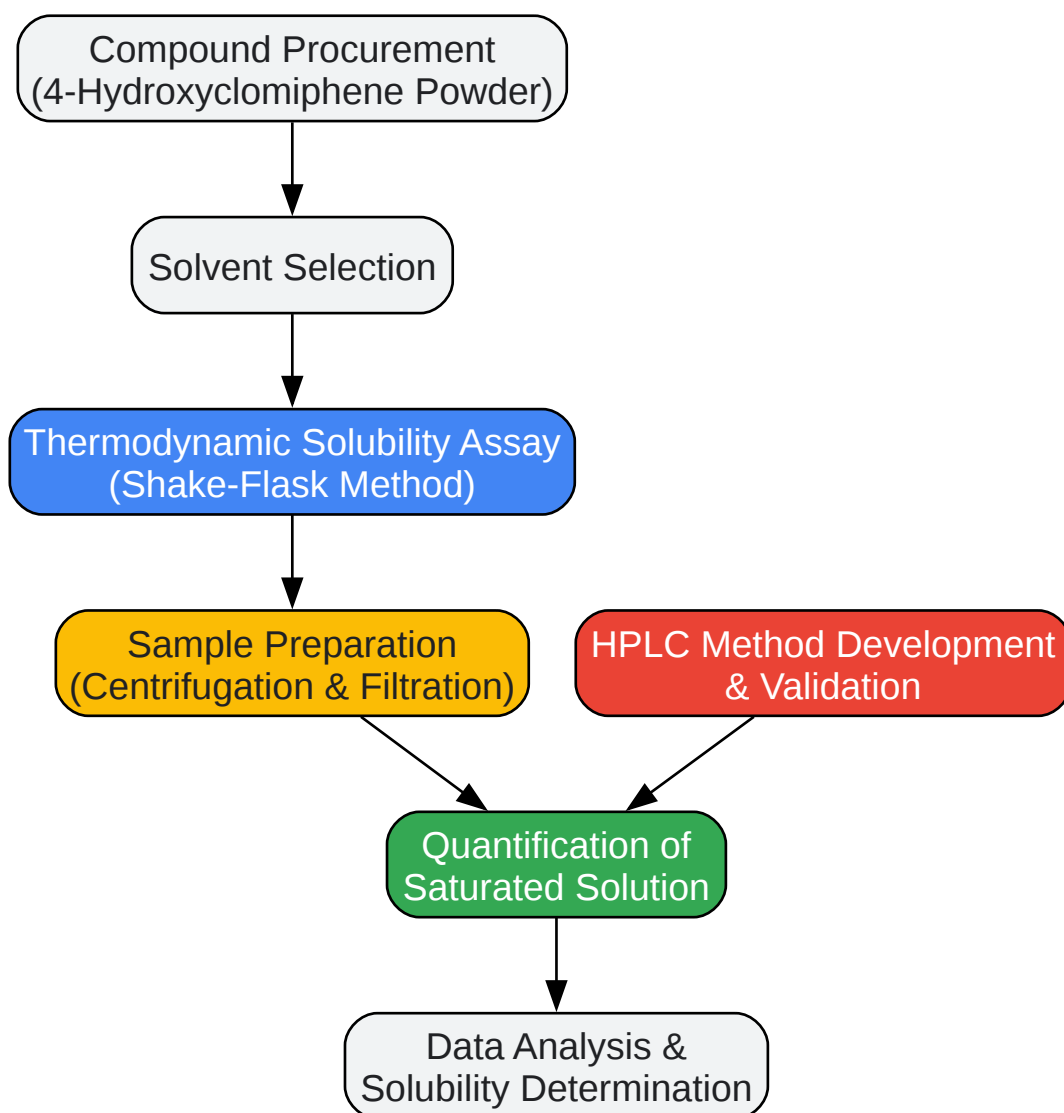 Compound Procurement
(4-Hydroxyclomiphene Powder)
Solvent Selection
Thermodynamic Solubility Assay
(Shake-Flask Method)
Sample Preparation
(Centrifugation & Filtration)
HPLC Method Development
& Validation
Quantification of
Saturated Solution
Data Analysis &
Solubility Determination